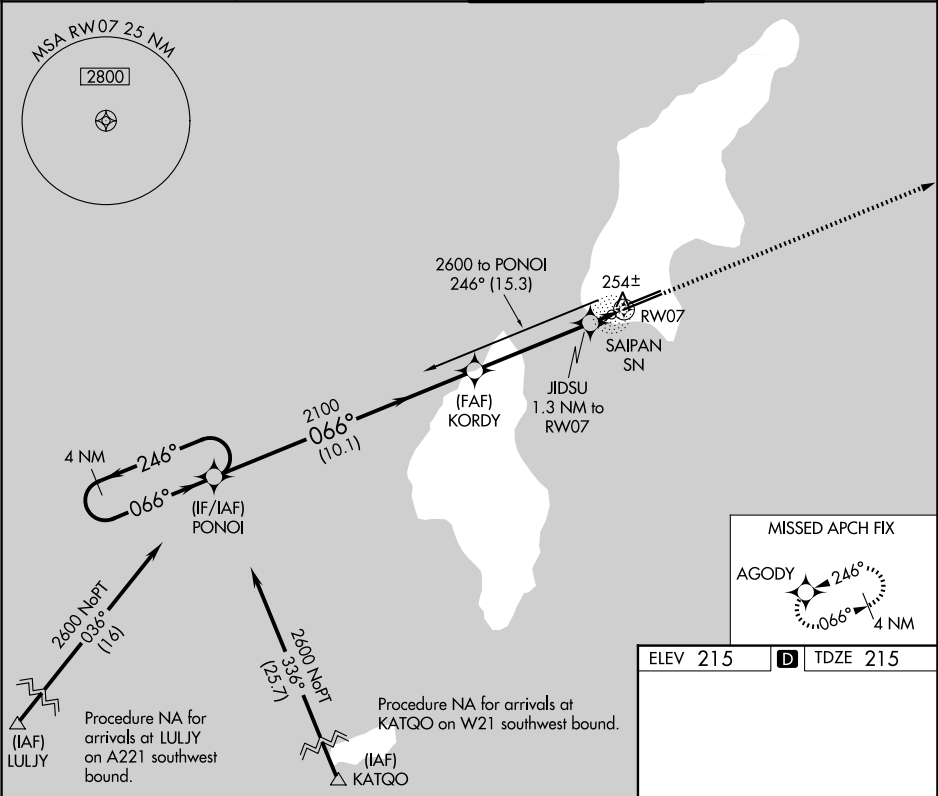 MSA RW07 25 NM
2800
2600 to PONOI
246° (15.3)
254±
RW07
SAIPAN
SN
JIDSU
1.3 NM to
RW07
(FAF)
KORDY
2100
066°
(10.1)
4 NM
246°
066°
(IF/IAF)
PONOI
2600 NoPT
036°
(16)
2600 NoPT
336°
(25.7)
(IAF)
LULJY
Procedure NA for
arrivals at LULJY
on A221 southwest
bound.
Procedure NA for arrivals at
KATQO on W21 southwest bound.
(IAF)
KATQO
MISSED APCH FIX
AGODY
246°
066°
4 NM
ELEV 215 D TDZE 215